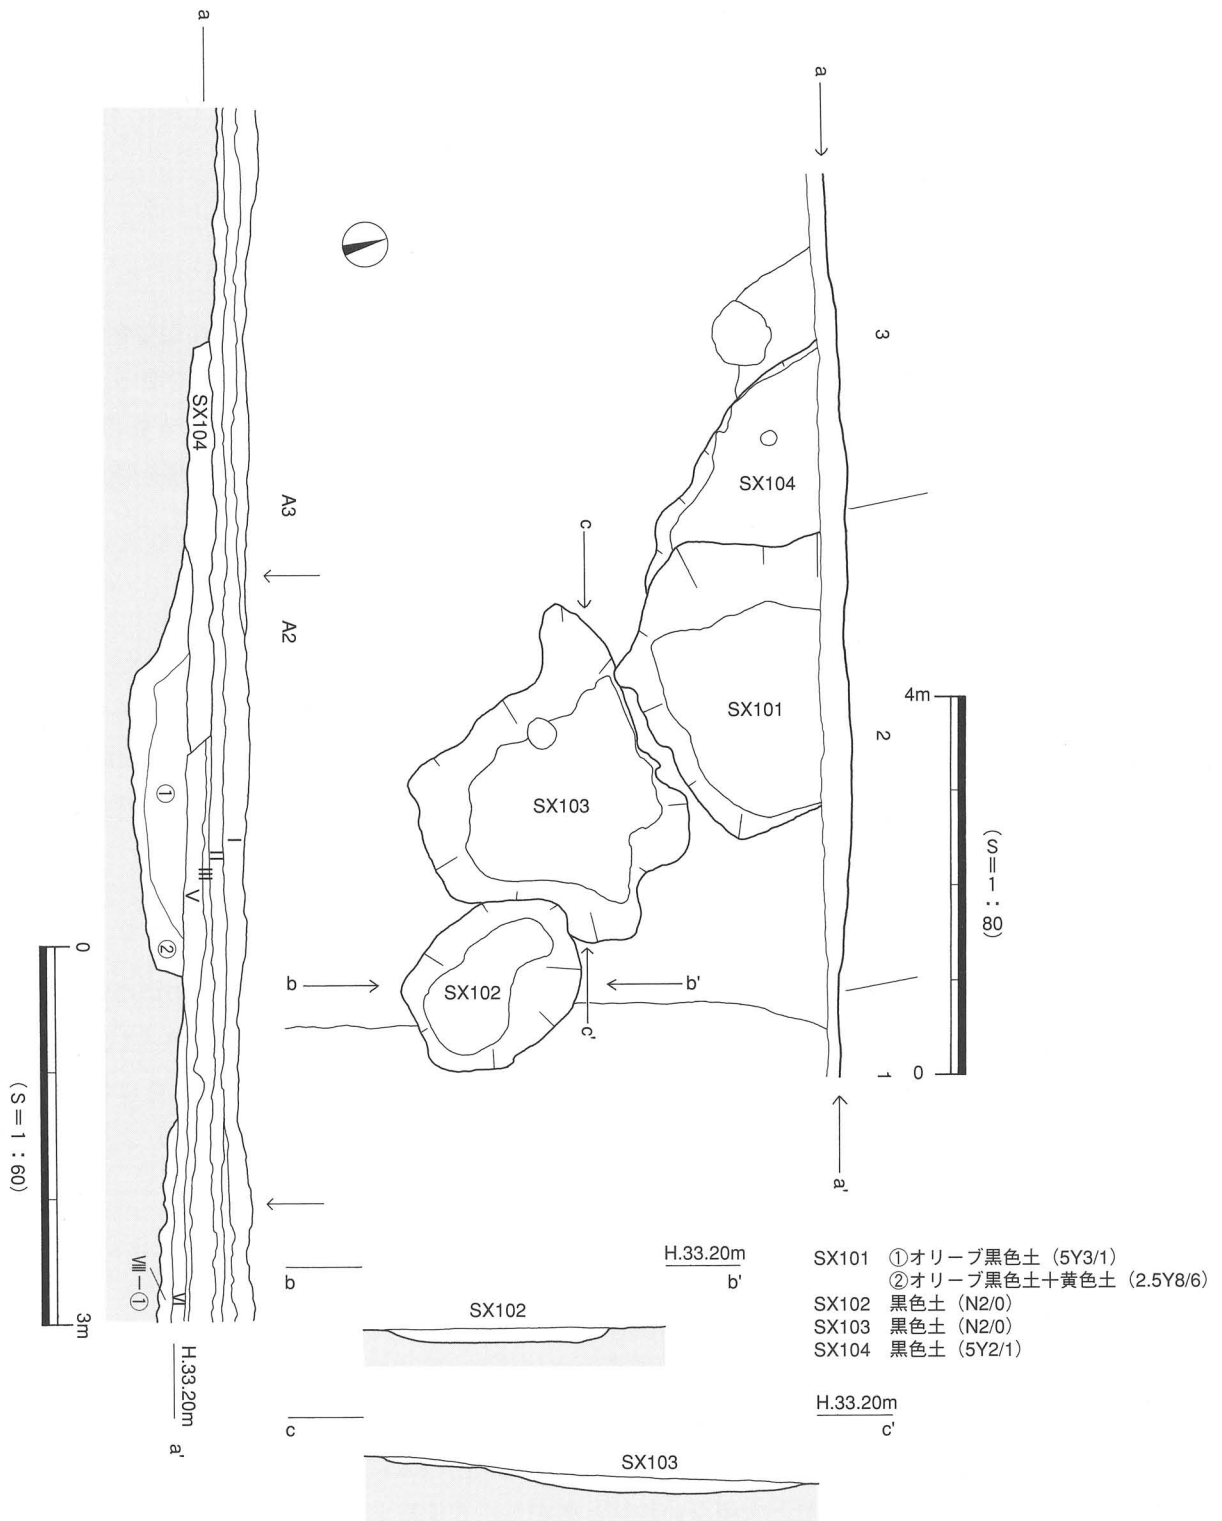 a
a
3
SX104
SX104
A3
c
A2
SX101
4m
2
①
SX103
(S＝1：80)
I
II
III
V
②
0
b
SX102
b'
c'
1
0
(S＝1：60)
a'
VIII－①
VI
3m
H.33.20m
a'
H.33.20m
b
b'
SX102
SX101 ①オリーブ黒色土（5Y3/1）
②オリーブ黒色土＋黄色土（2.5Y8/6）
SX102 黒色土（N2/0）
SX103 黒色土（N2/0）
SX104 黒色土（5Y2/1）
H.33.20m
c
c'
SX103